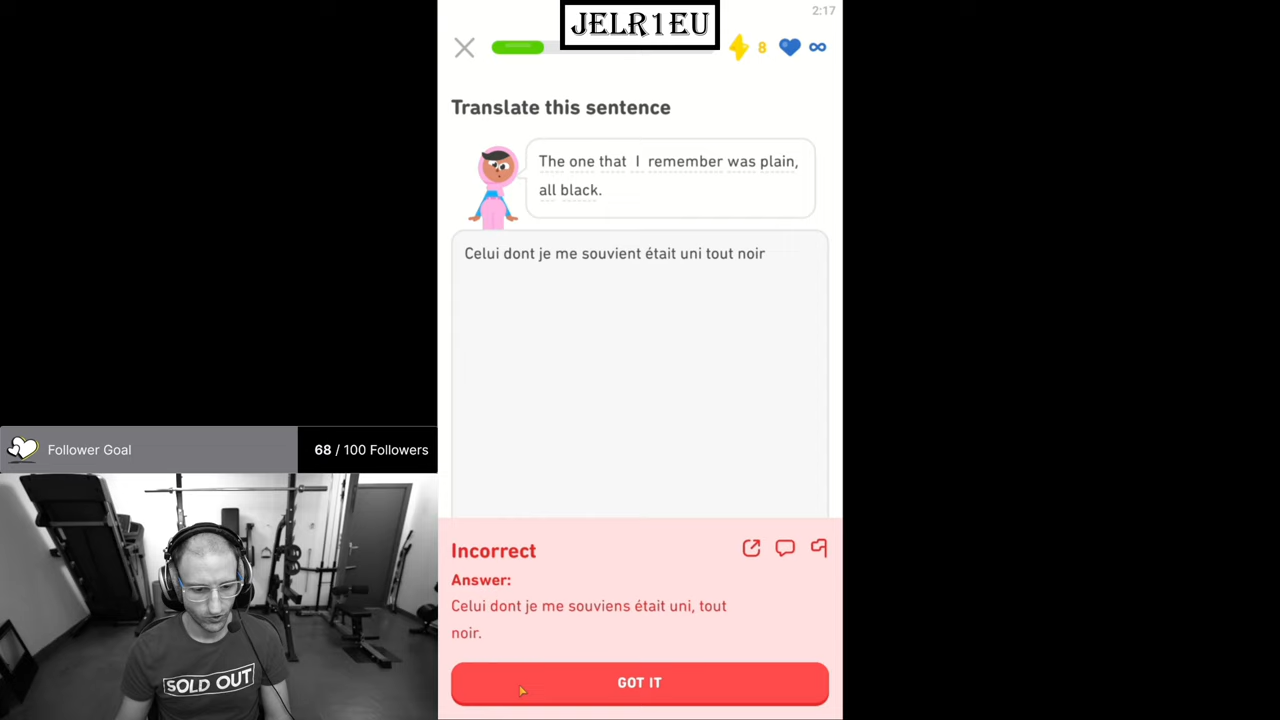 JELR1EU
2:17
8
Translate this sentence
The one that I remember was plain,
all black.
Celui dont je me souvient était uni tout noir
Follower Goal
68 / 100 Followers
SOLD OUT
Incorrect
Answer:
Celui dont je me souviens était uni, tout
noir.
GOT IT